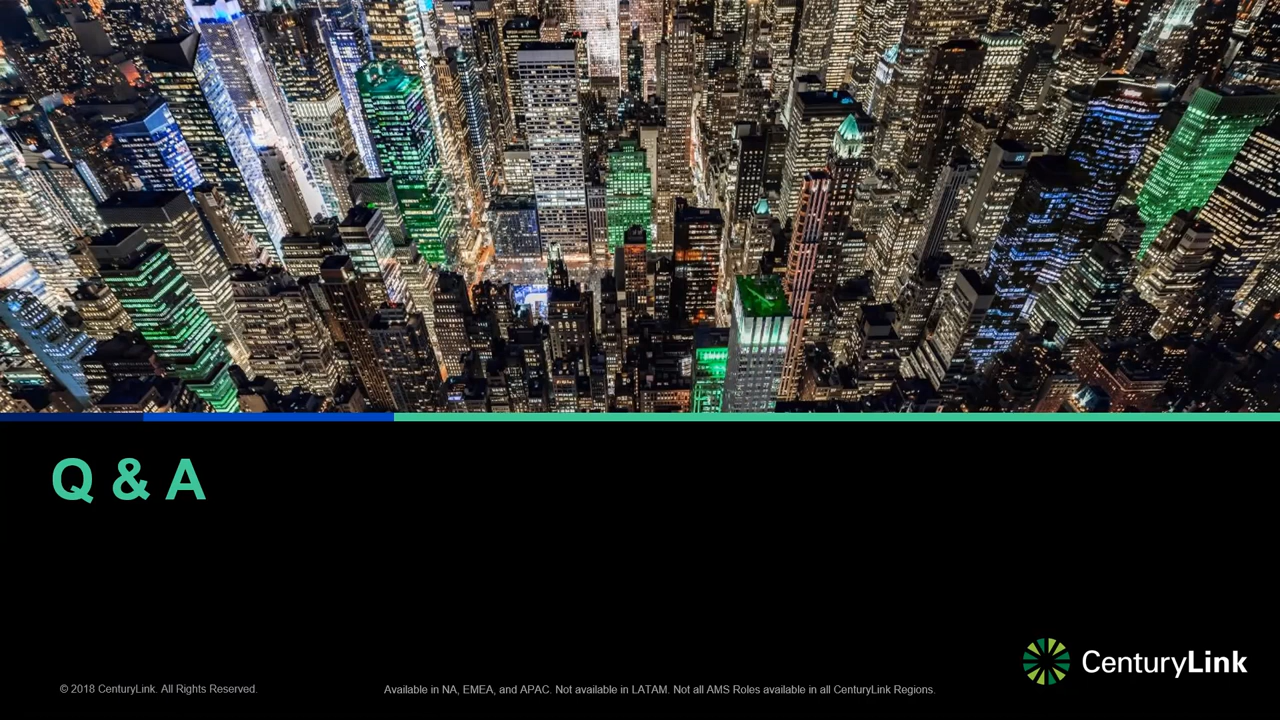 Q & A
CenturyLink
© 2018 CenturyLink. All Rights Reserved.
Available in NA, EMEA, and APAC. Not available in LATAM. Not all AMS Roles available in all CenturyLink Regions.